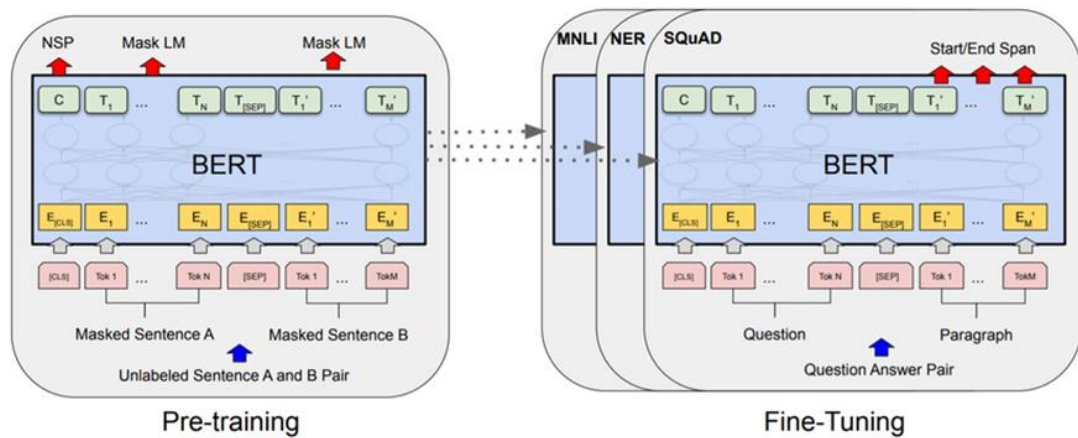 NSP Mask LM Mask LM
C T1 ... TN T[SEP] T1' ... TM'
BERT
E[CLS] E1 ... EN E[SEP] E1' ... EM'
[CLS] Tok 1 ... Tok N [SEP] Tok 1 ... TokM
Masked Sentence A Masked Sentence B
Unlabeled Sentence A and B Pair
Pre-training
MNLI NER SQuAD
Start/End Span
C T1 ... TN T[SEP] T1' ... TM'
BERT
E[CLS] E1 ... EN E[SEP] E1' ... EM'
[CLS] Tok 1 ... Tok N [SEP] Tok 1 ... TokM
Question Paragraph
Question Answer Pair
Fine-Tuning